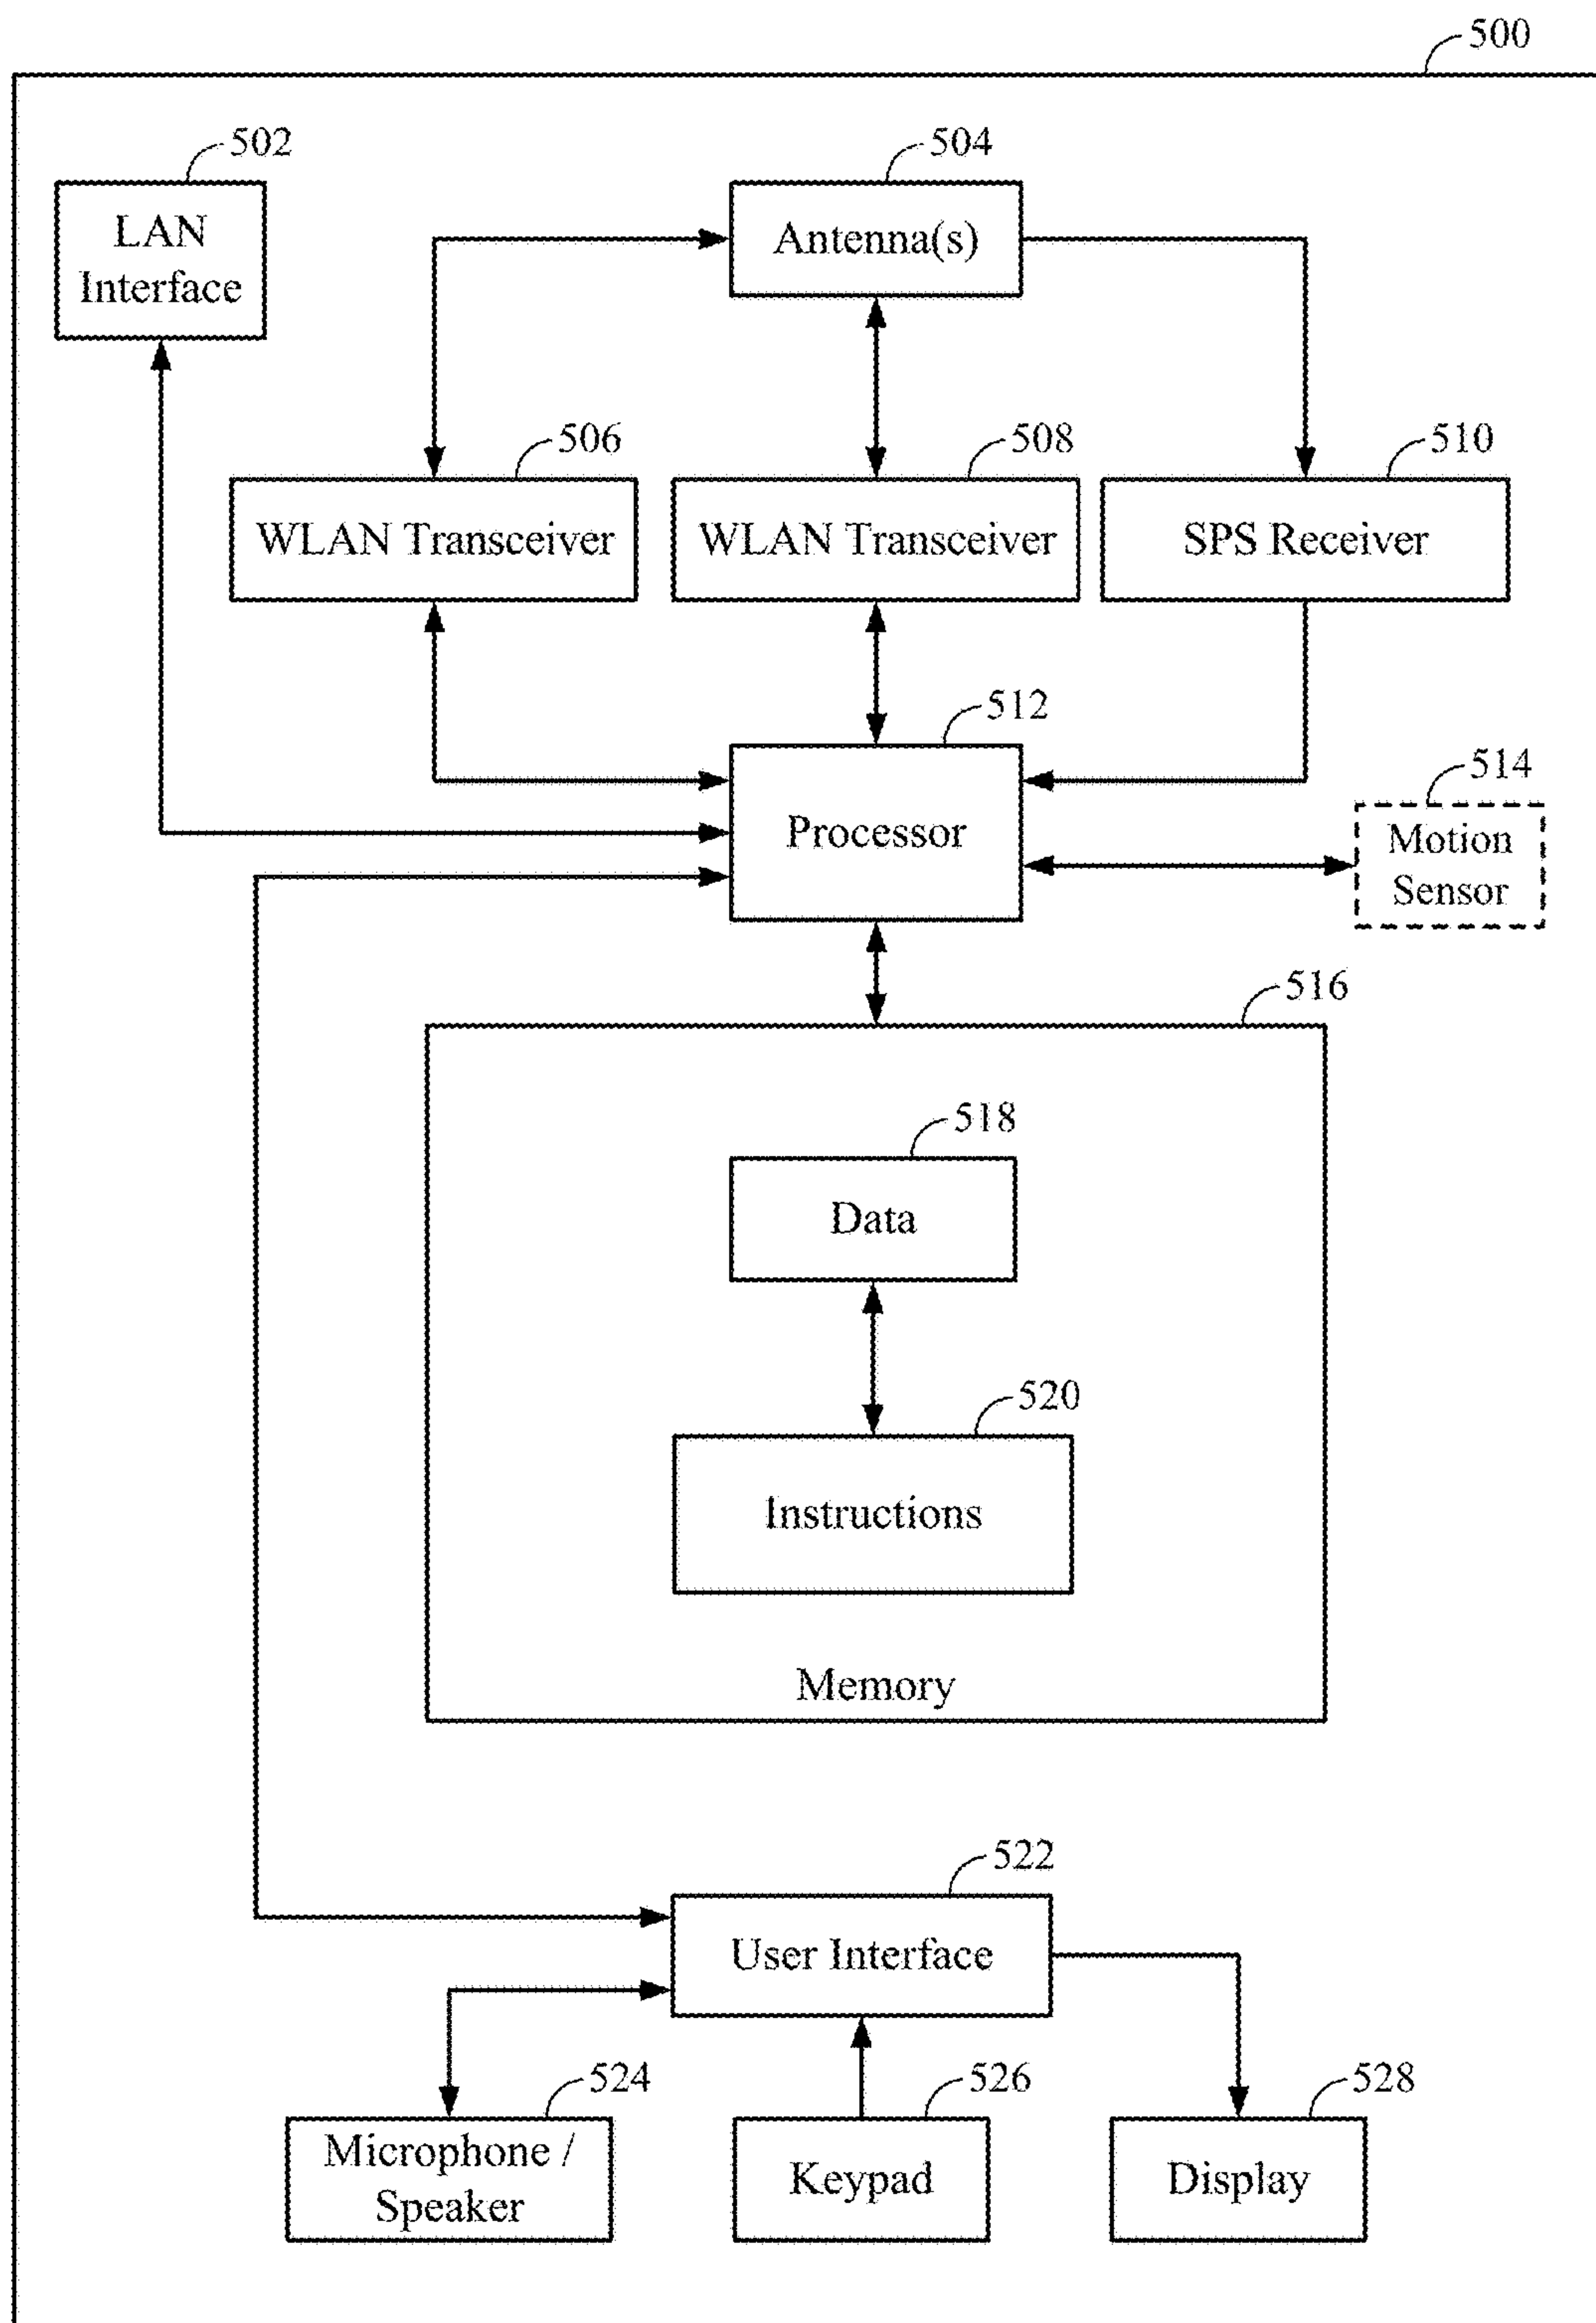 500
502
504
LAN
Interface
Antenna(s)
506
508
510
WLAN Transceiver
WLAN Transceiver
SPS Receiver
512
514
Processor
Motion
Sensor
516
518
Data
520
Instructions
Memory
522
User Interface
524
526
528
Microphone /
Speaker
Keypad
Display